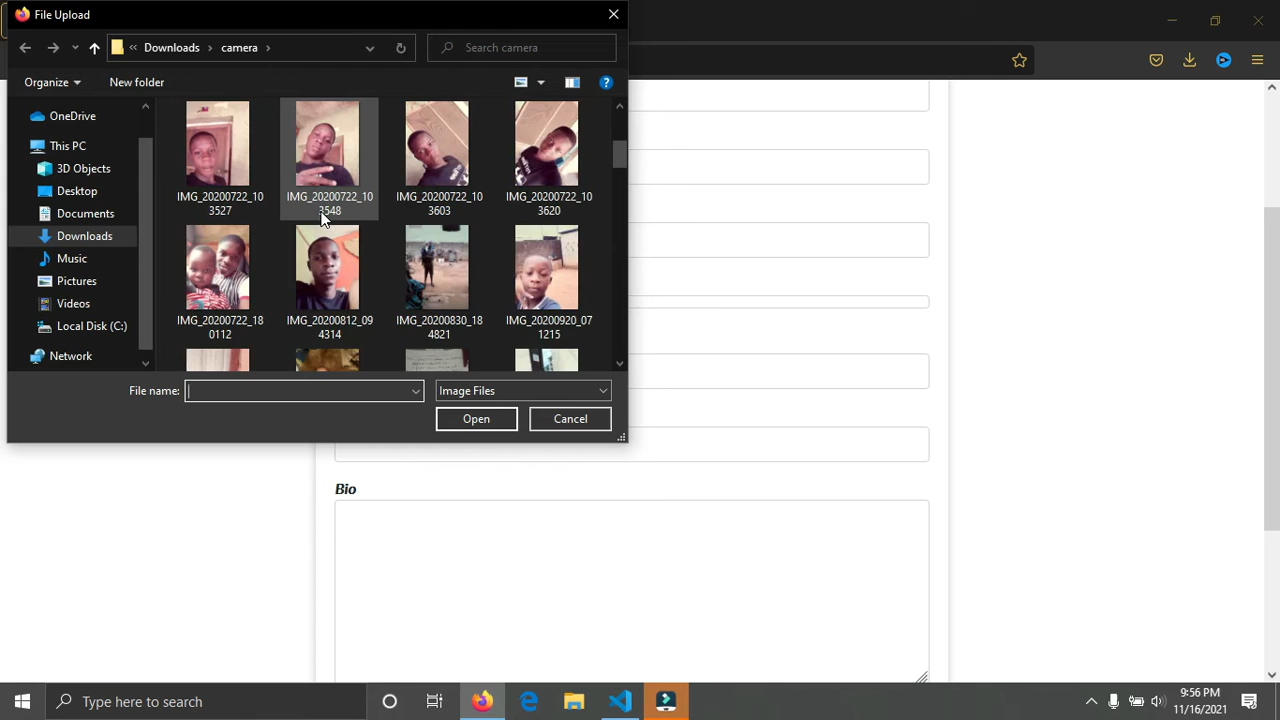 File Upload
Downloads
camera
Search camera
Organize
New folder
OneDrive
This PC
3D Objects
Desktop
Documents
Downloads
Music
Pictures
Videos
Local Disk (C:)
Network
IMG_20200722_10
3527
IMG_20200722_10
3548
IMG_20200722_10
3603
IMG_20200722_10
3620
IMG_20200722_18
0112
IMG_20200812_09
4314
IMG_20200830_18
4821
IMG_20200920_07
1215
File name:
Image Files
Open
Cancel
Bio
Type here to search
9:56 PM
11/16/2021